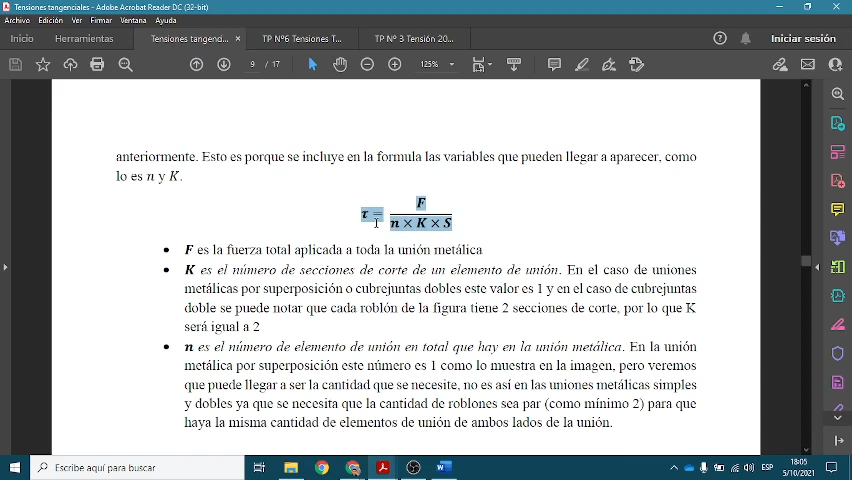 Tensiones tangenciales.pdf - Adobe Acrobat Reader DC (32-bit)
Archivo Edición Ver Firmar Ventana Ayuda
Inicio Herramientas Tensiones tangenci... × TP Nº6 Tensiones T... TP Nº 3 Tensión 20... Iniciar sesión
9 / 17 125%
anteriormente. Esto es porque se incluye en la formula las variables que pueden llegar a aparecer, como
lo es n y K.
τ = F / n × K × S
• F es la fuerza total aplicada a toda la unión metálica
• K es el número de secciones de corte de un elemento de unión. En el caso de uniones
metálicas por superposición o cubrejuntas dobles este valor es 1 y en el caso de cubrejuntas
doble se puede notar que cada roblón de la figura tiene 2 secciones de corte, por lo que K
será igual a 2
• n es el número de elemento de unión en total que hay en la unión metálica. En la unión
metálica por superposición este número es 1 como lo muestra en la imagen, pero veremos
que puede llegar a ser la cantidad que se necesite, no es así en las uniones metálicas simples
y dobles ya que se necesita que la cantidad de roblones sea par (como mínimo 2) para que
haya la misma cantidad de elementos de unión de ambos lados de la unión.
Escribe aquí para buscar
ESP
18:05
5/10/2021